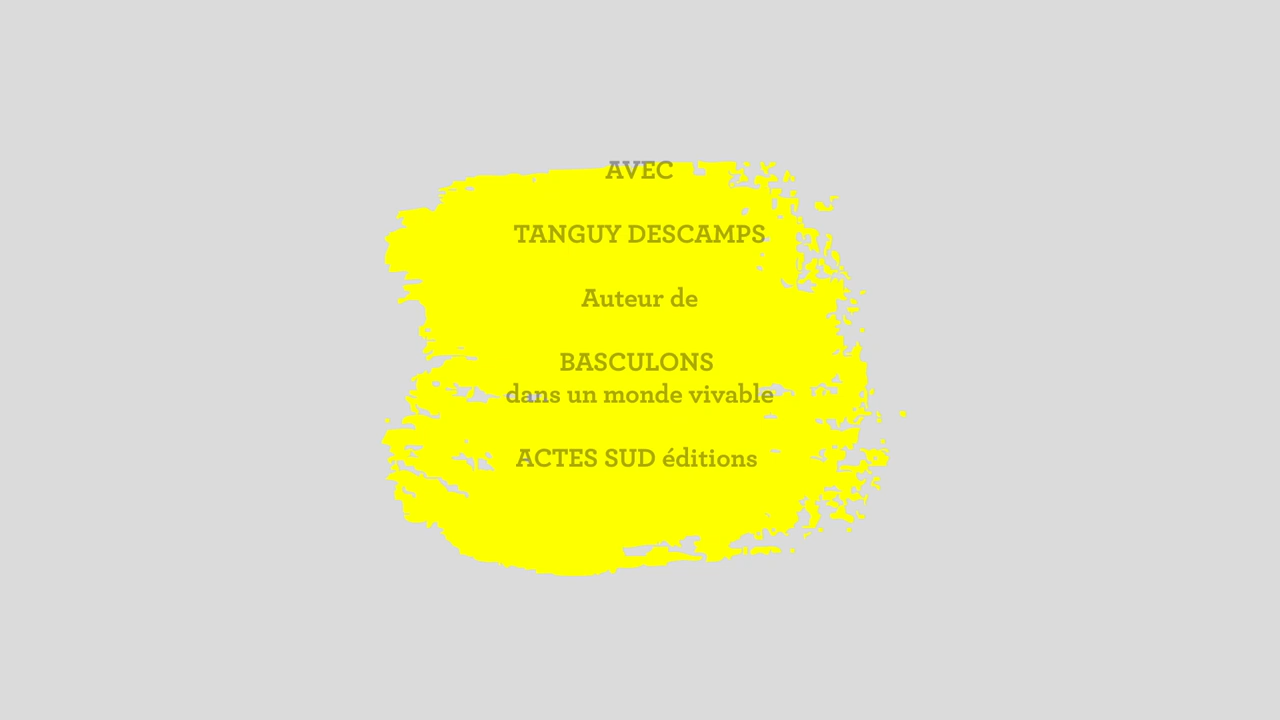 AVEC
TANGUY DESCAMPS
Auteur de
BASCULONS
dans un monde vivable
ACTES SUD éditions